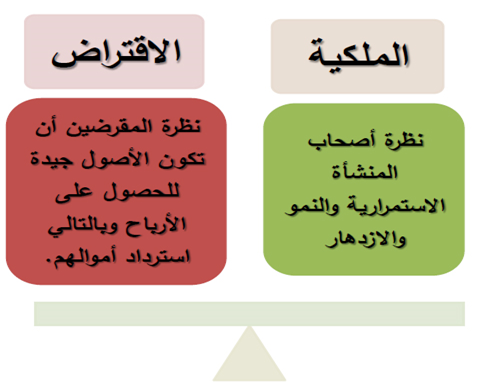 الملكية
نظرة أصحاب
المنشأة
الاستمرارية والنمو
والازدهار
الاقتراض
نظرة المقرضين أن
تكون الأصول جيدة
للحصول على
الأرباح وبالتالي
استرداد أموالهم.